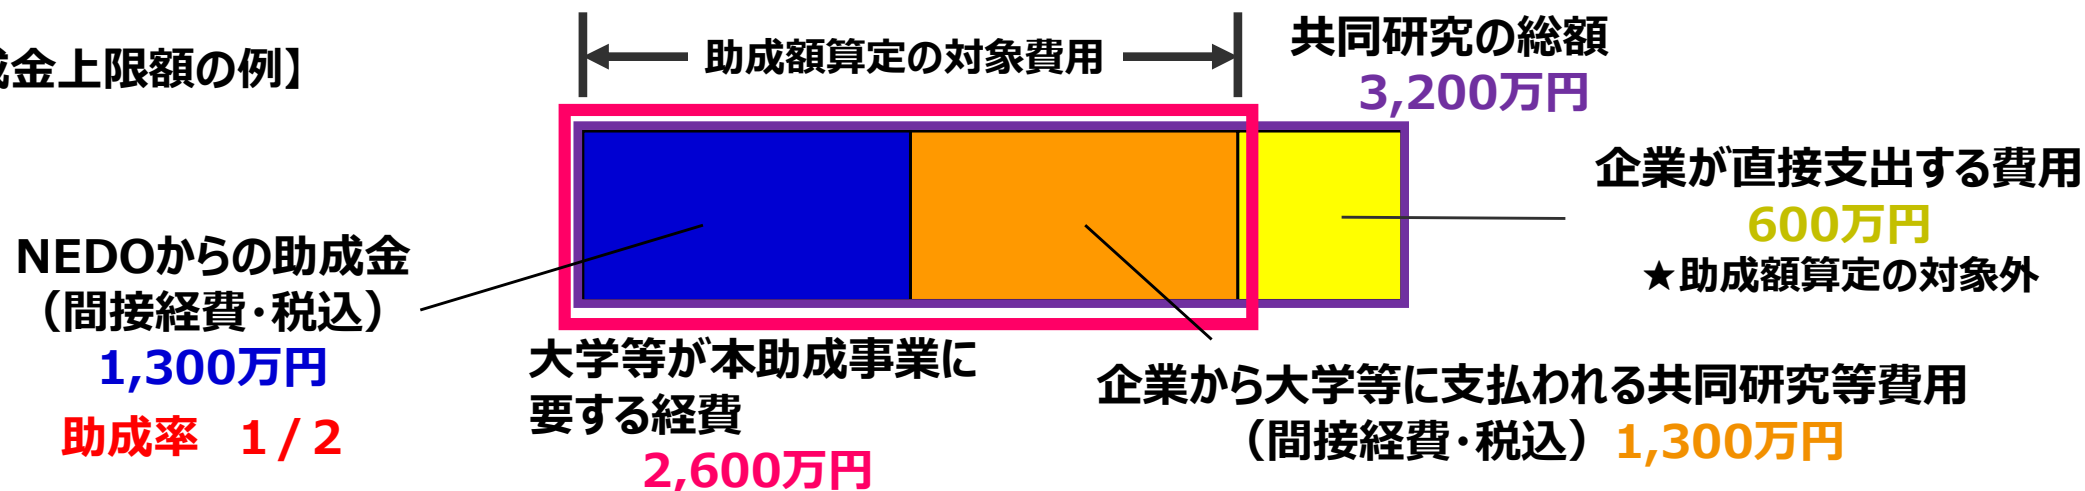 成金上限額の例】
助成額算定の対象費用
共同研究の総額
3,200万円
企業が直接支出する費用
600万円
★助成額算定の対象外
NEDOからの助成金
（間接経費・税込）
1,300万円
助成率 1/2
大学等が本助成事業に
要する経費
2,600万円
企業から大学等に支払われる共同研究等費用
（間接経費・税込）1,300万円